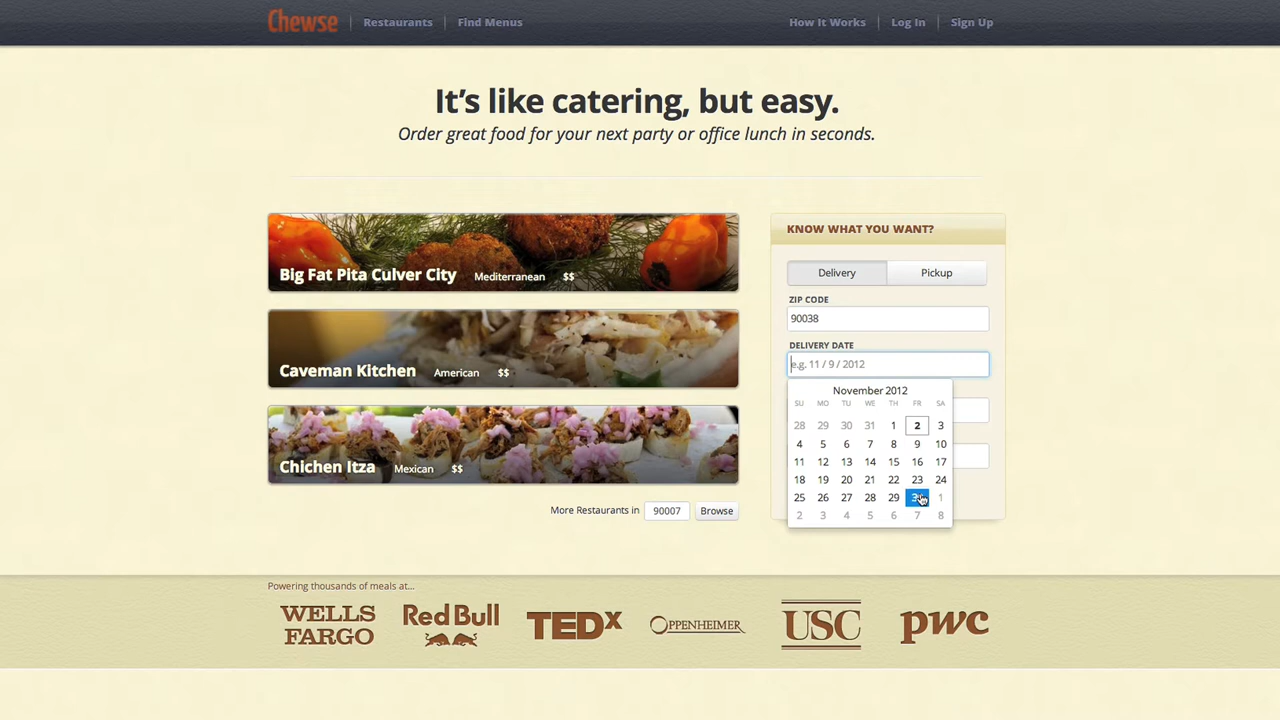 Chewse
Restaurants
Find Menus
How It Works
Log In
Sign Up
It's like catering, but easy.
Order great food for your next party or office lunch in seconds.
Big Fat Pita Culver City Mediterranean $$
Caveman Kitchen American $$
Chichen Itza Mexican $$
More Restaurants in 90007 Browse
KNOW WHAT YOU WANT?
Delivery Pickup
ZIP CODE
90038
DELIVERY DATE
e.g. 11 / 9 / 2012
November 2012
SU MO TU WE TH FR SA
28 29 30 31 1 2 3
4 5 6 7 8 9 10
11 12 13 14 15 16 17
18 19 20 21 22 23 24
25 26 27 28 29 30 1
2 3 4 5 6 7 8
Powering thousands of meals at...
WELLS
FARGO
Red Bull
TEDx
OPPENHEIMER
USC
pwc